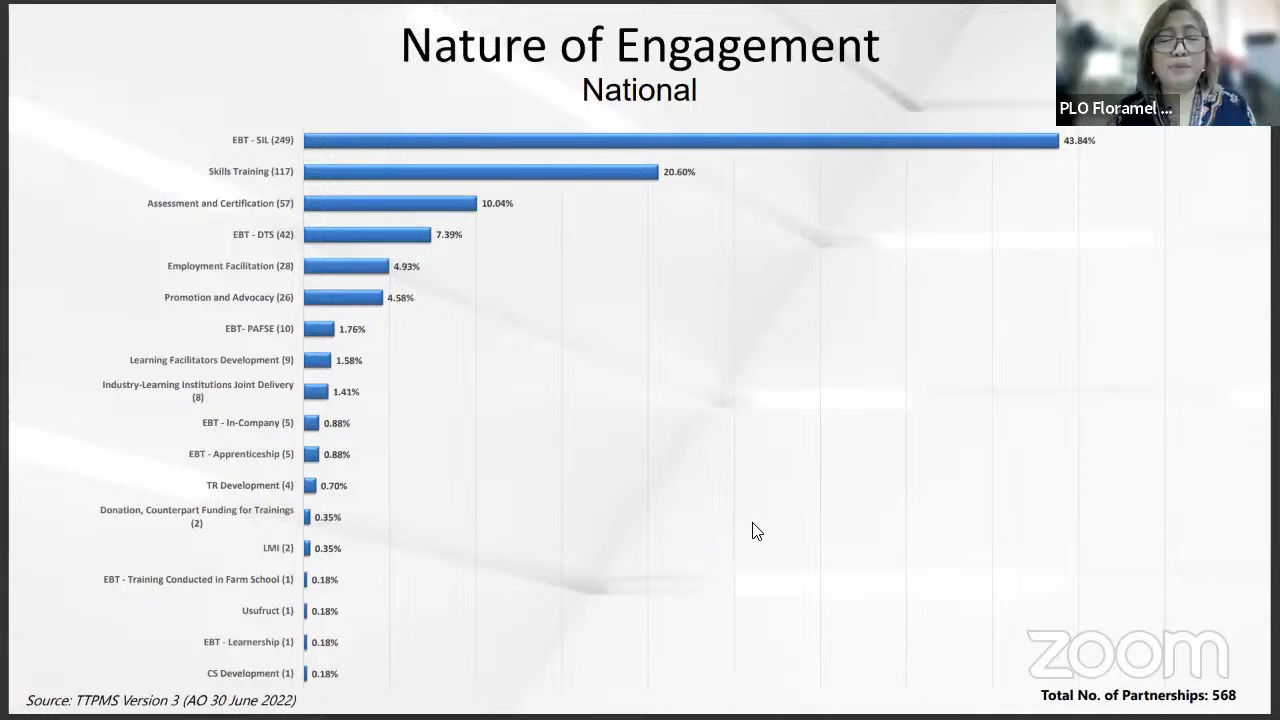 Nature of Engagement
National
PLO Floramel ...
EBT - SIL (249)
43.84%
Skills Training (117)
20.60%
Assessment and Certification (57)
10.04%
EBT - DTS (42)
7.39%
Employment Facilitation (28)
4.93%
Promotion and Advocacy (26)
4.58%
EBT- PAFSE (10)
1.76%
Learning Facilitators Development (9)
1.58%
Industry-Learning Institutions Joint Delivery
(8)
1.41%
EBT - In-Company (5)
0.88%
EBT - Apprenticeship (5)
0.88%
TR Development (4)
0.70%
Donation, Counterpart Funding for Trainings
(2)
0.35%
LMI (2)
0.35%
EBT - Training Conducted in Farm School (1)
0.18%
Usufruct (1)
0.18%
EBT - Learnership (1)
0.18%
CS Development (1)
0.18%
zoom
Source: TTPMS Version 3 (AO 30 June 2022)
Total No. of Partnerships: 568